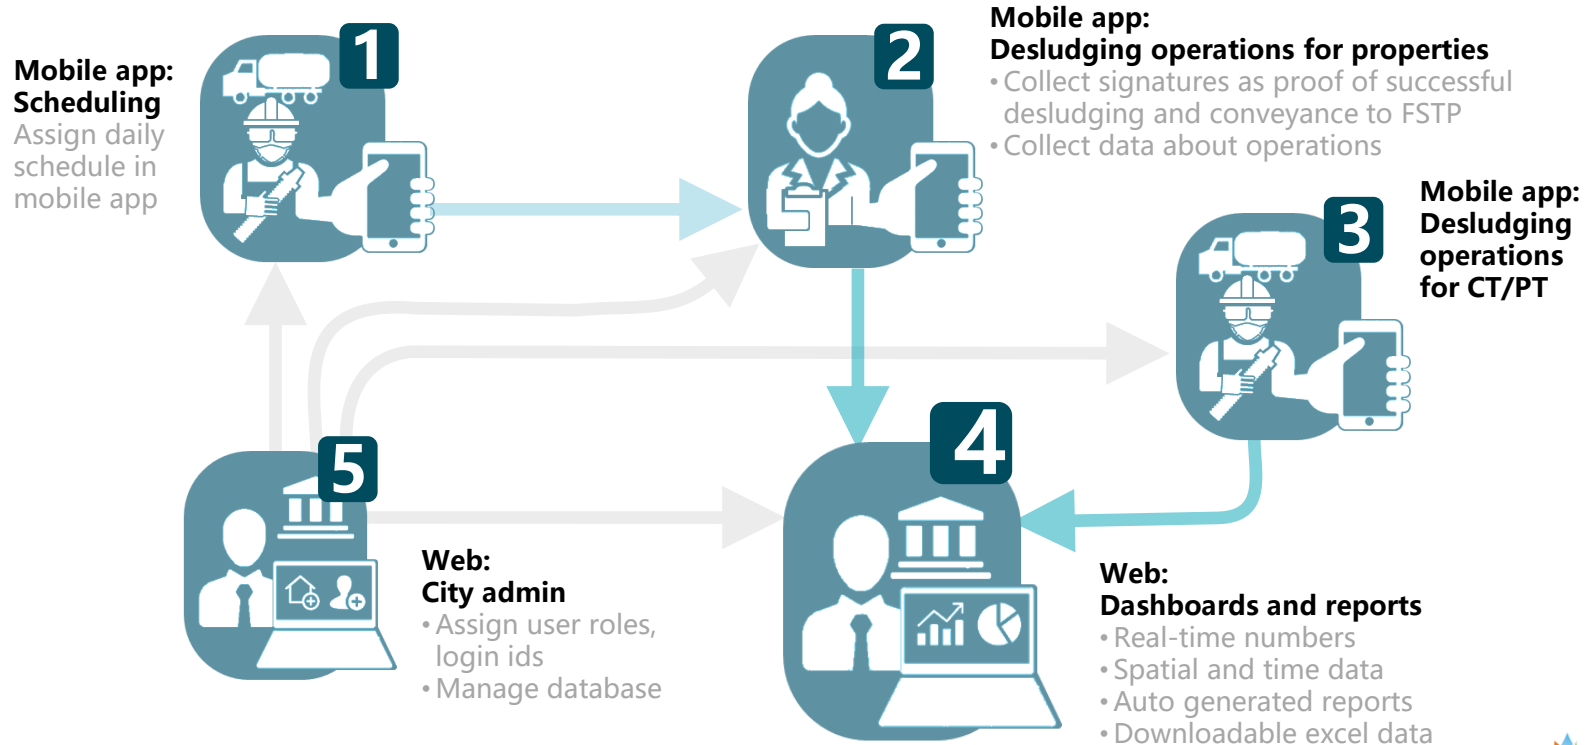 1
Mobile app:
Scheduling
Assign daily
schedule in
mobile app
2
Mobile app:
Desludging operations for properties
• Collect signatures as proof of successful
desludging and conveyance to FSTP
• Collect data about operations
3
Mobile app:
Desludging
operations
for CT/PT
4
Web:
Dashboards and reports
• Real-time numbers
• Spatial and time data
• Auto generated reports
• Downloadable excel data
5
Web:
City admin
• Assign user roles,
login ids
• Manage database